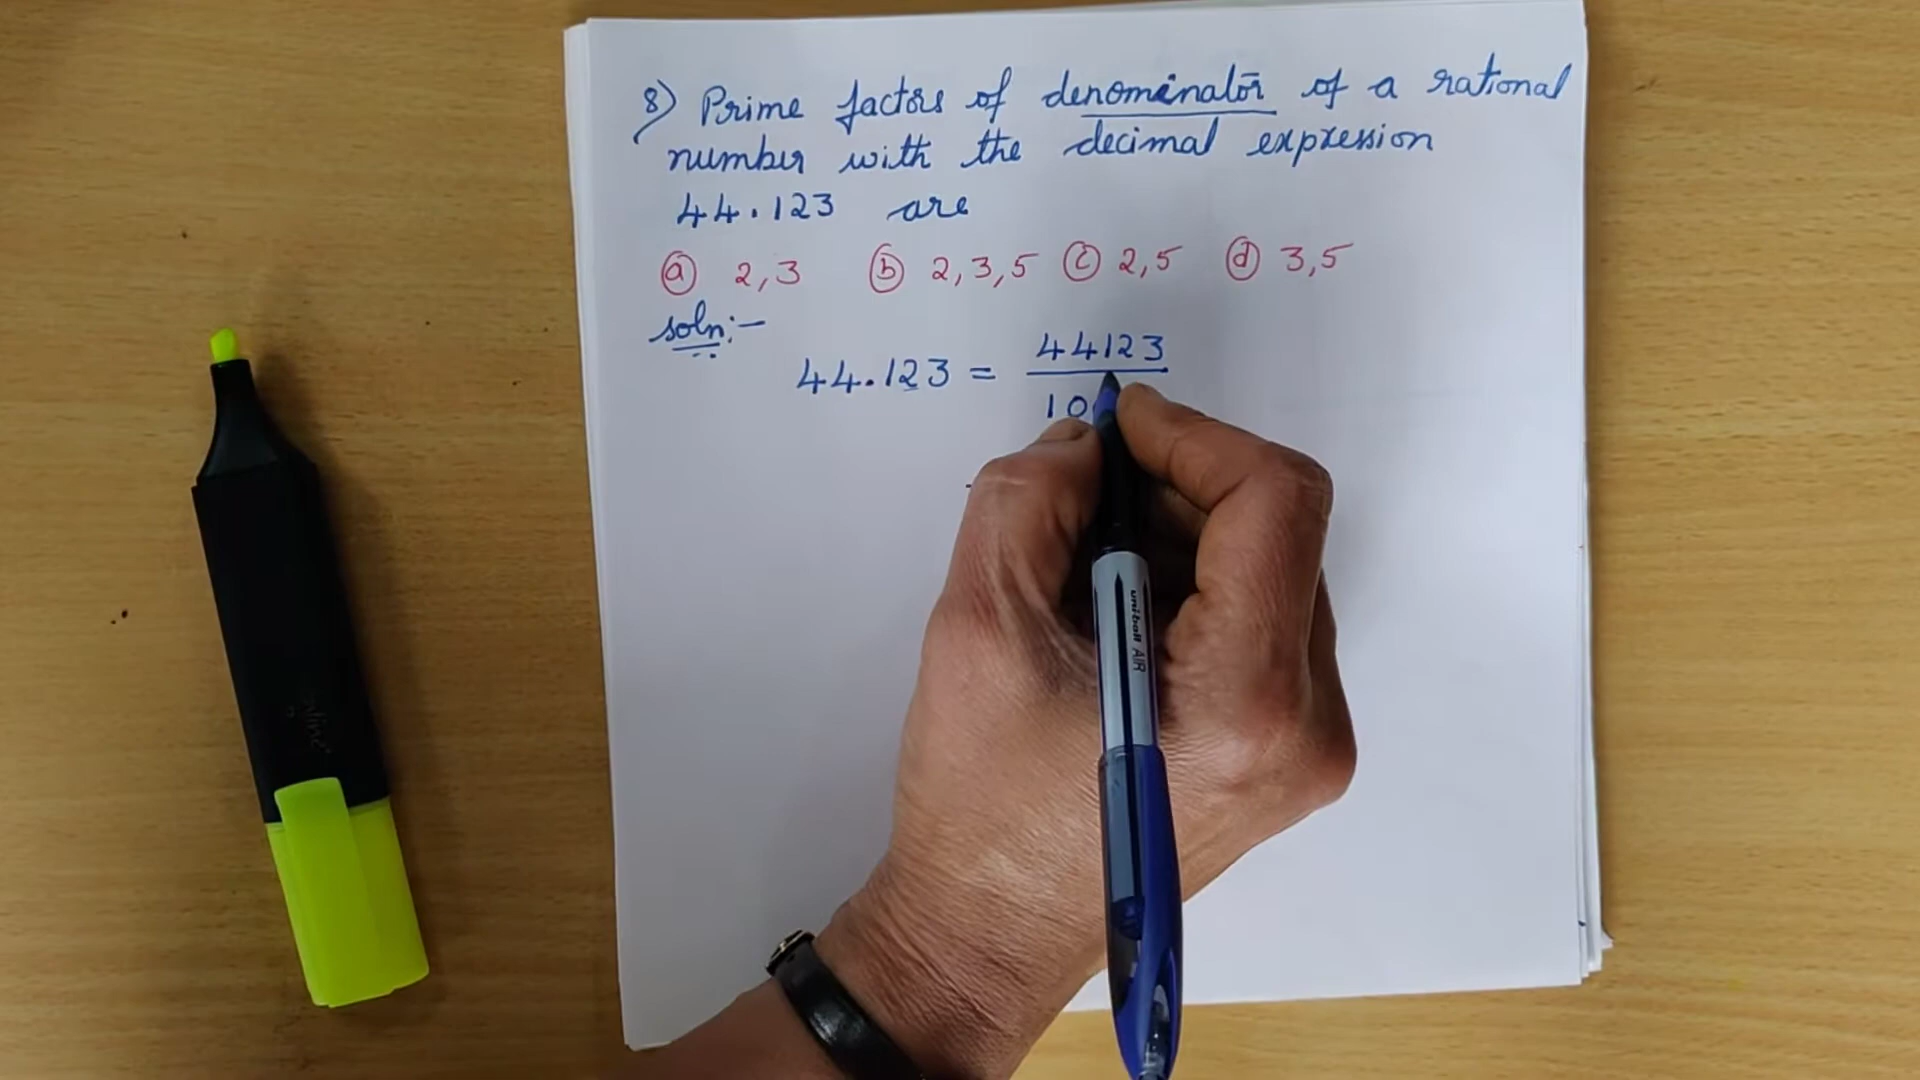 8) Prime factors of denominator of a rational
number with the decimal expression
44.123 are
(a) 2,3 (b) 2,3,5 (c) 2,5 (d) 3,5
soln:-
44.123 = 44123
10
uniball AIR